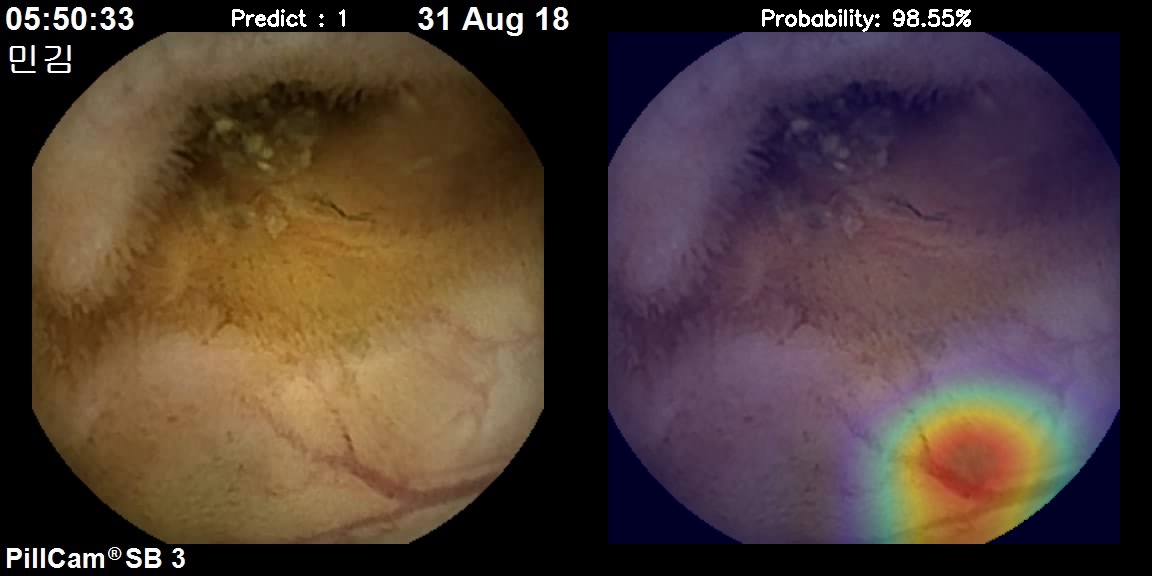 05:50:33
Predict : 1
31 Aug 18
Probability: 98.55%
민김
PillCam® SB 3